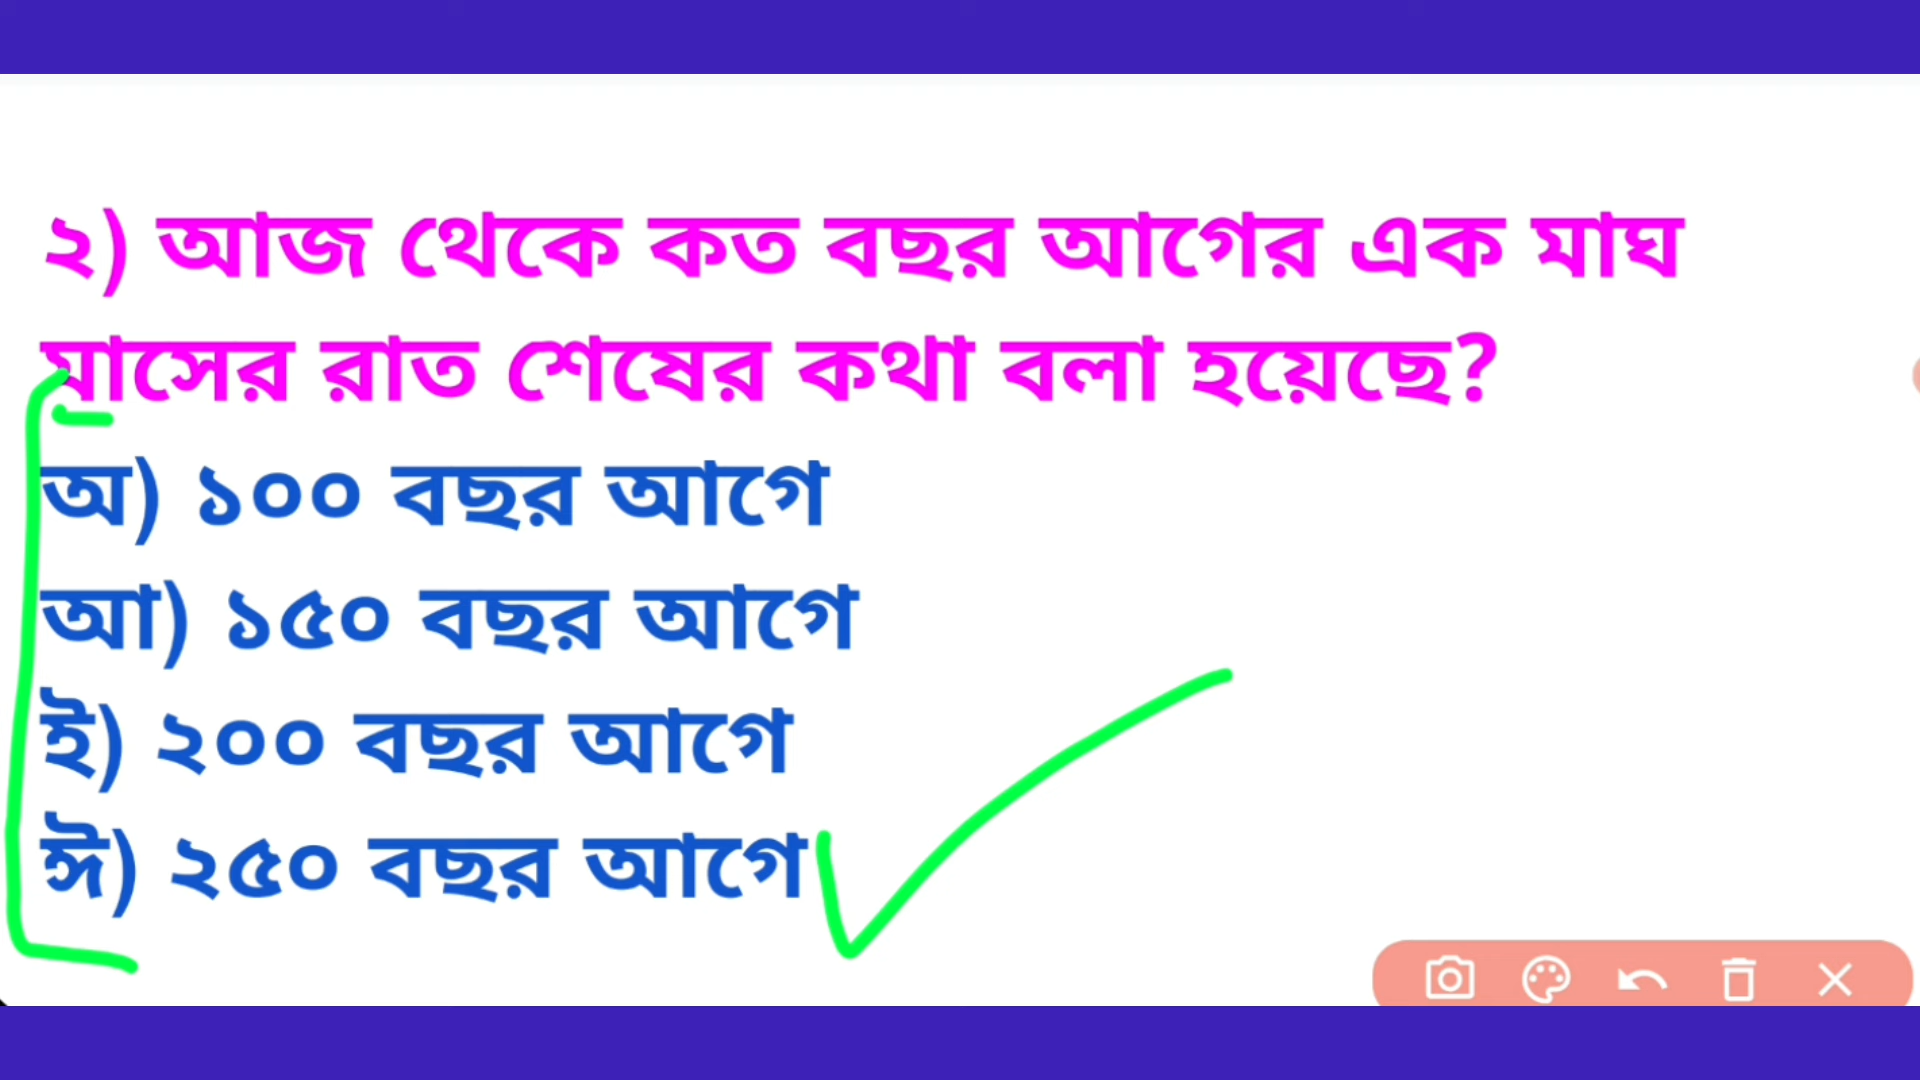 ২) আজ থেকে কত বছর আগের এক মাঘ
মাসের রাত শেষের কথা বলা হয়েছে?
অ) ১০০ বছর আগে
আ) ১৫০ বছর আগে
ই) ২০০ বছর আগে
ঈ) ২৫০ বছর আগে